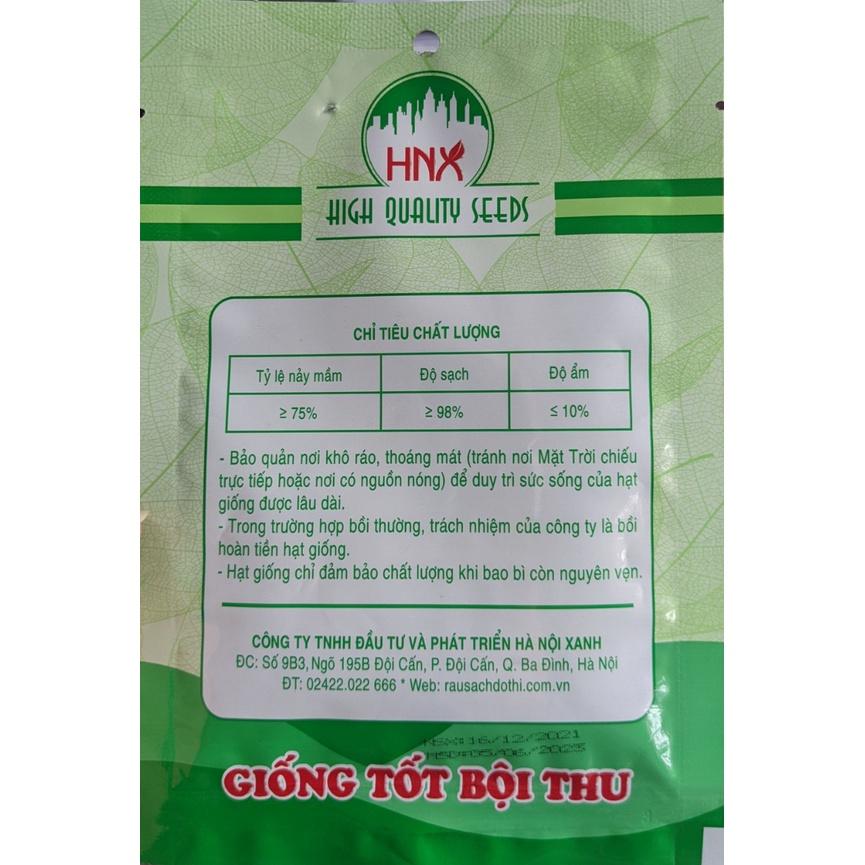 HNX
HIGH QUALITY SEEDS
CHỈ TIÊU CHẤT LƯỢNG
Tỷ lệ nảy mầm Độ sạch Độ ẩm
≥ 75% ≥ 98% ≤ 10%
- Bảo quản nơi khô ráo, thoáng mát (tránh nơi Mặt Trời chiếu
trực tiếp hoặc nơi có nguồn nóng) để duy trì sức sống của hạt
giống được lâu dài.
- Trong trường hợp bồi thường, trách nhiệm của công ty là bồi
hoàn tiền hạt giống.
- Hạt giống chỉ đảm bảo chất lượng khi bao bì còn nguyên vẹn.
CÔNG TY TNHH ĐẦU TƯ VÀ PHÁT TRIỂN HÀ NỘI XANH
ĐC: Số 9B3, Ngõ 195B Đội Cấn, P. Đội Cấn, Q. Ba Đình, Hà Nội
ĐT: 02422.022 666 * Web: rausachdothi.com.vn
NSX:16/12/2021
HSD:05/06/2023
GIỐNG TỐT BỘI THU